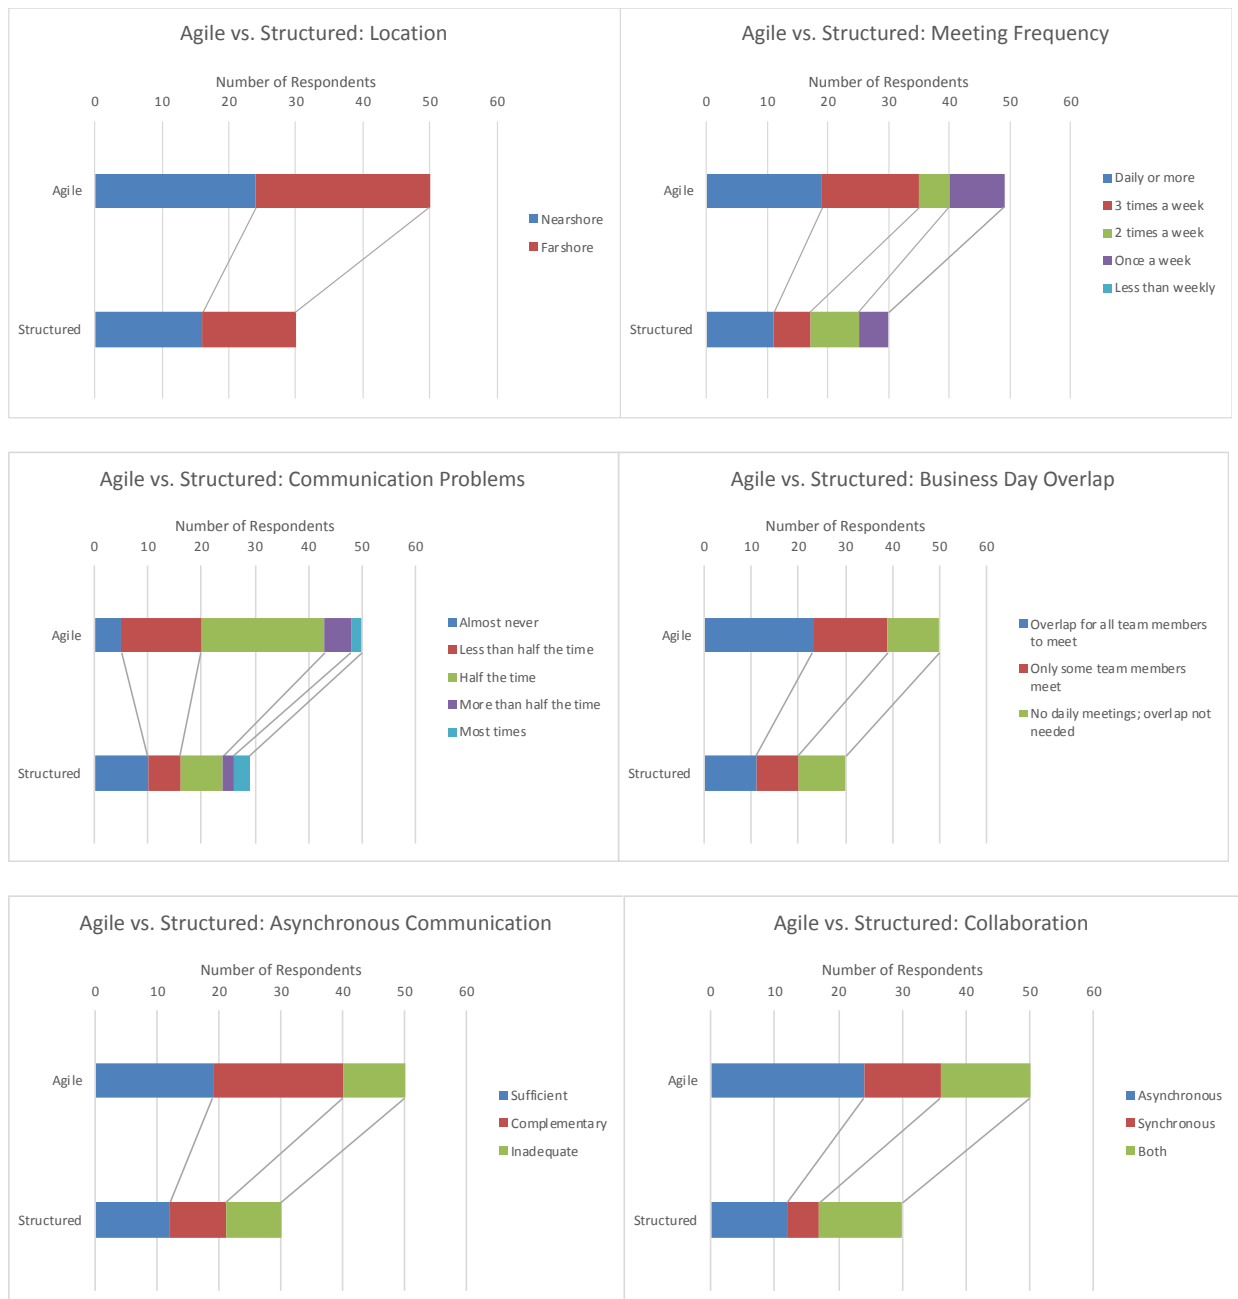 Agile vs. Structured: Location
Number of Respondents
0 10 20 30 40 50 60
Agile
Structured
Nearshore
Farshore
Agile vs. Structured: Meeting Frequency
Number of Respondents
0 10 20 30 40 50 60
Agile
Structured
Daily or more
3 times a week
2 times a week
Once a week
Less than weekly
Agile vs. Structured: Communication Problems
Number of Respondents
0 10 20 30 40 50 60
Agile
Structured
Almost never
Less than half the time
Half the time
More than half the time
Most times
Agile vs. Structured: Business Day Overlap
Number of Respondents
0 10 20 30 40 50 60
Agile
Structured
Overlap for all team members
to meet
Only some team members
meet
No daily meetings; overlap not
needed
Agile vs. Structured: Asynchronous Communication
Number of Respondents
0 10 20 30 40 50 60
Agile
Structured
Sufficient
Complementary
Inadequate
Agile vs. Structured: Collaboration
Number of Respondents
0 10 20 30 40 50 60
Agile
Structured
Asynchronous
Synchronous
Both